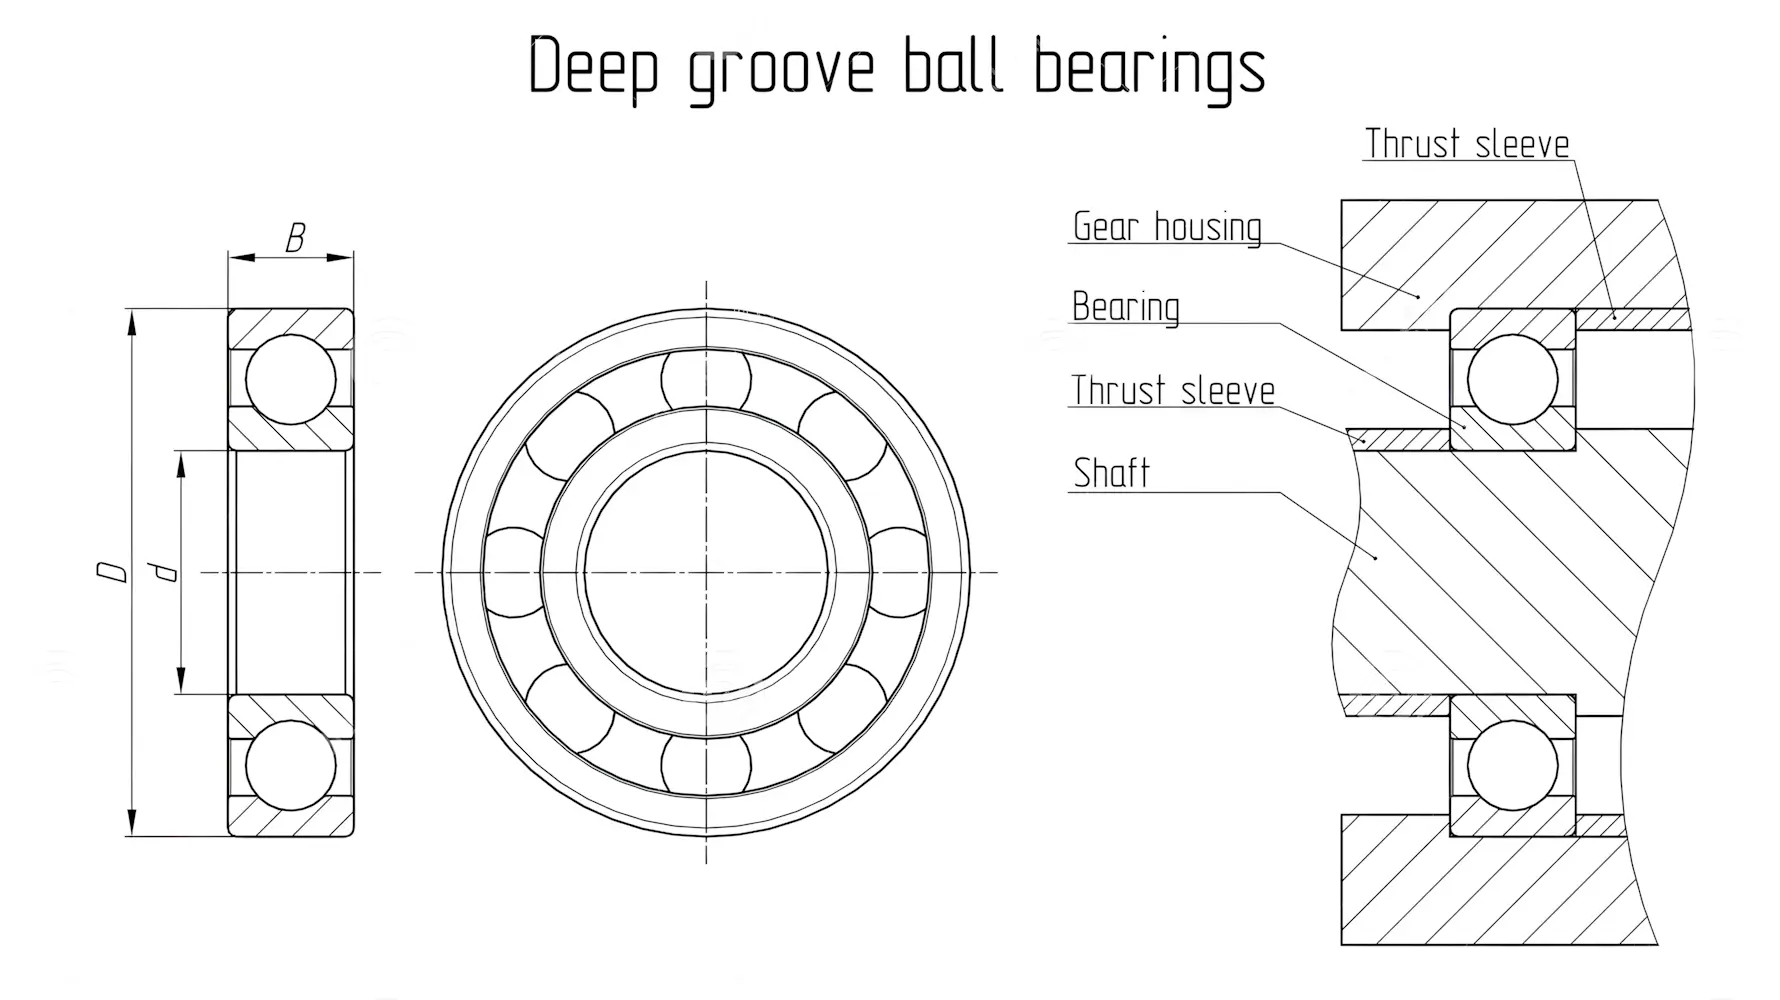 Deep groove ball bearings
Thrust sleeve
Gear housing
B
Bearing
Thrust sleeve
Shaft
D
d